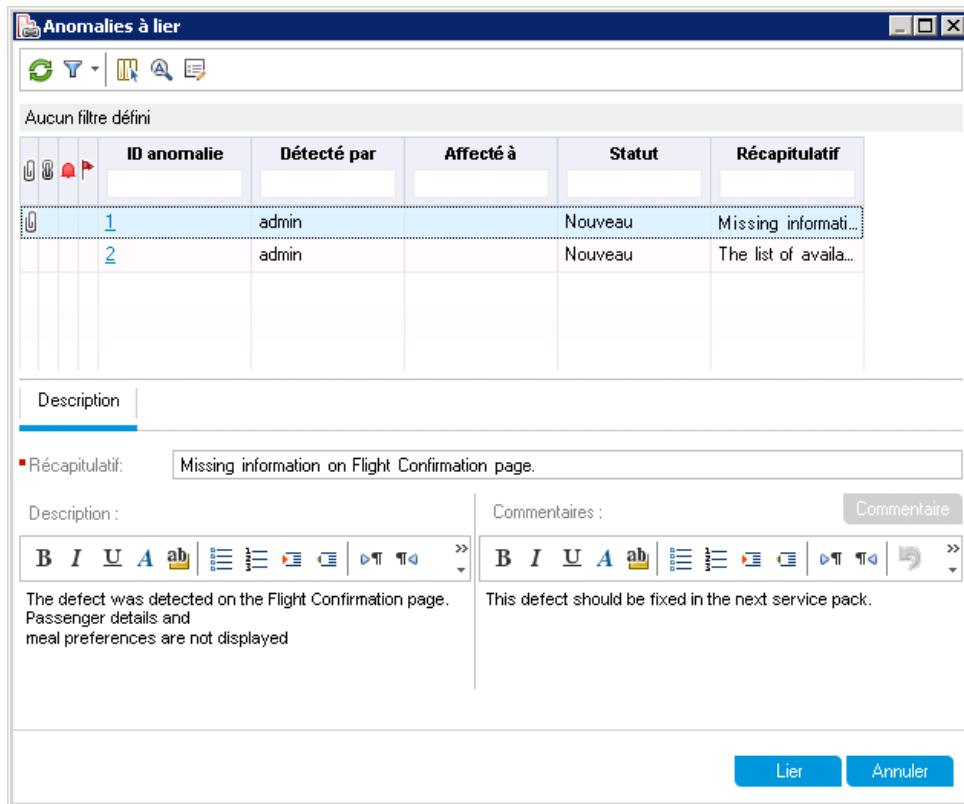 Anomalies à lier
Aucun filtre défini
ID anomalie Détecté par Affecté à Statut Récapitulatif
1 admin Nouveau Missing informati...
2 admin Nouveau The list of availa...
Description
Récapitulatif: Missing information on Flight Confirmation page.
Description : Commentaires : Commentaire
B I U A ab B I U A ab
The defect was detected on the Flight Confirmation page. This defect should be fixed in the next service pack.
Passenger details and
meal preferences are not displayed
Lier Annuler